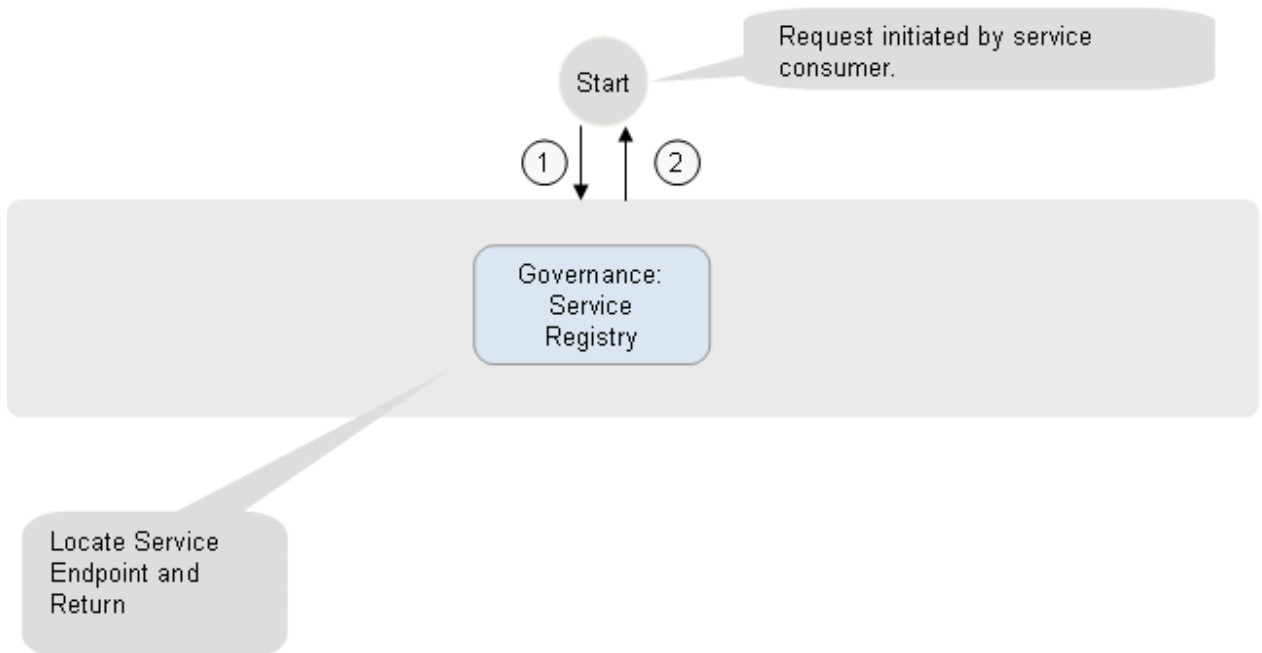 Request initiated by service
consumer.
Start
1
2
Governance:
Service
Registry
Locate Service
Endpoint and
Return